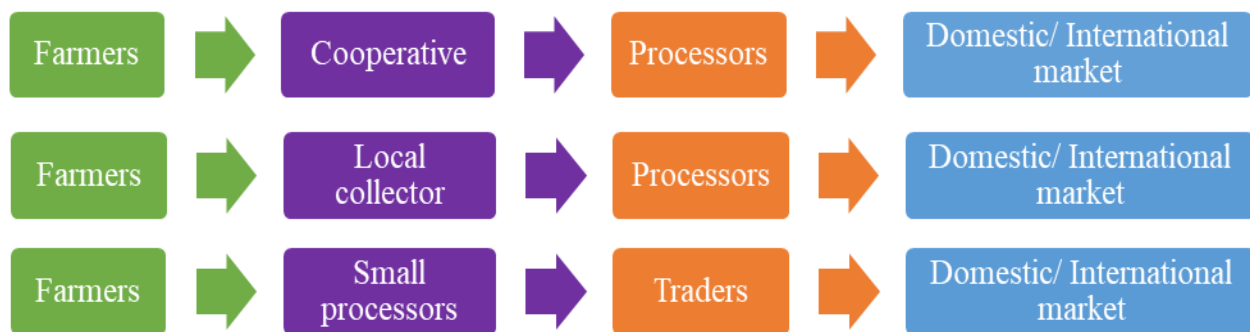 Farmers
Cooperative
Processors
Domestic/ International
market
Farmers
Local
collector
Processors
Domestic/ International
market
Farmers
Small
processors
Traders
Domestic/ International
market